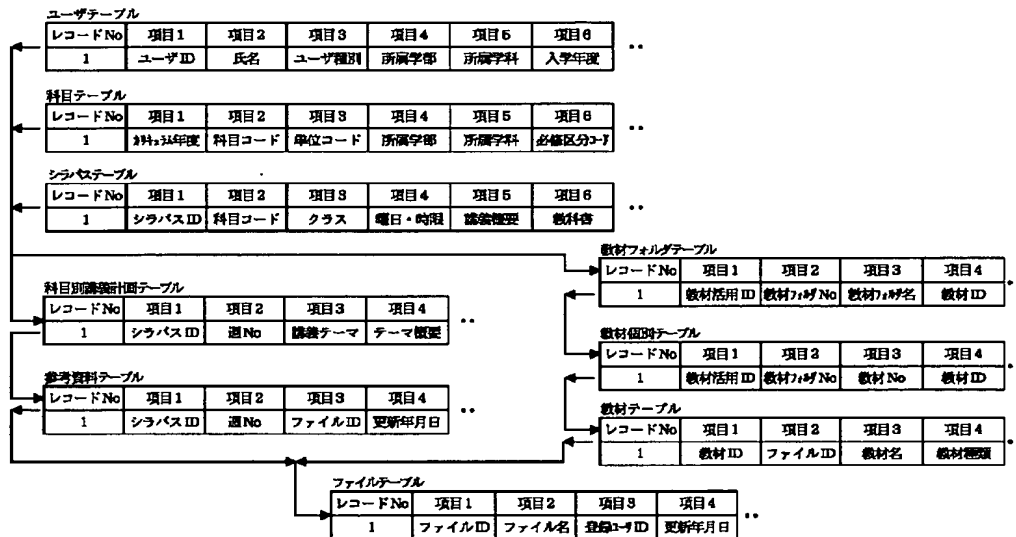 ユーザテーブル
レコードNo 項目1 項目2 項目3 項目4 項目5 項目6
1 ユーザID 氏名 ユーザ種別 所属学部 所属学科 入学年度 ‥
科目テーブル
レコードNo 項目1 項目2 項目3 項目4 項目5 項目6
1 ｶﾘｷｭﾗﾑ年度 科目コード 単位コード 所属学部 所属学科 必修区分ｺｰﾄﾞ ‥
シラバステーブル
レコードNo 項目1 項目2 項目3 項目4 項目5 項目6
1 シラバスID 科目コード クラス 曜日・時限 講義概要 教科書 ‥
教材フォルダテーブル
レコードNo 項目1 項目2 項目3 項目4
1 教材活用ID 教材ﾌｫﾙﾀﾞNo 教材ﾌｫﾙﾀﾞ名 教材ID
科目別講義計画テーブル
レコードNo 項目1 項目2 項目3 項目4
1 シラバスID 週No 講義テーマ テーマ概要 ‥
教材個別テーブル
レコードNo 項目1 項目2 項目3 項目4
1 教材活用ID 教材ﾌｫﾙﾀﾞNo 教材No 教材ID ‥
参考資料テーブル
レコードNo 項目1 項目2 項目3 項目4
1 シラバスID 週No ファイルID 更新年月日 ‥
教材テーブル
レコードNo 項目1 項目2 項目3 項目4
1 教材ID ファイルID 教材名 教材種類
ファイルテーブル
レコードNo 項目1 項目2 項目3 項目4
1 ファイルID ファイル名 登録ﾕｰｻﾞID 更新年月日 ‥